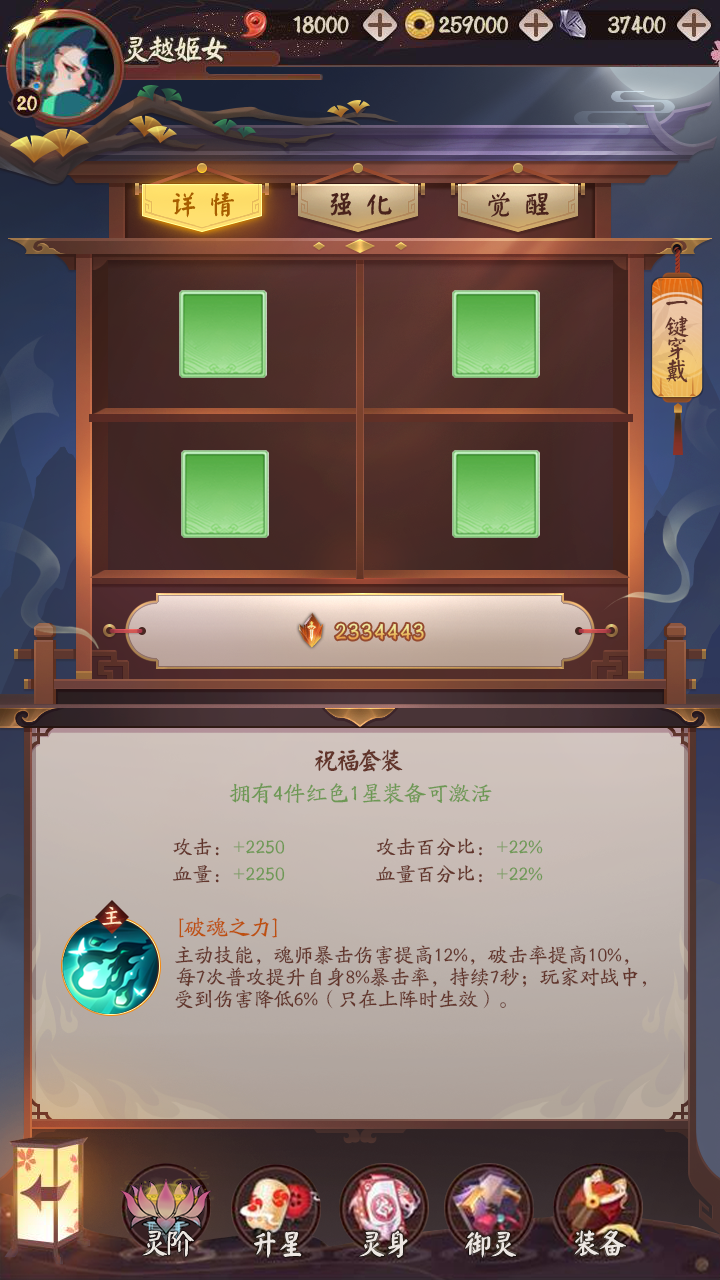 灵越姬女
18000
259000
37400
20
详情
强化
觉醒
一键穿戴
2334443
祝福套装
拥有4件红色1星装备可激活
攻击：+2250
攻击百分比：+22%
血量：+2250
血量百分比：+22%
主
[破魂之力]
主动技能，魂师暴击伤害提高12%，破击率提高10%，
每7次普攻提升自身8%暴击率，持续7秒；玩家对战中，
受到伤害降低6%（只在上阵时生效）。
灵阶
升星
灵身
御灵
装备